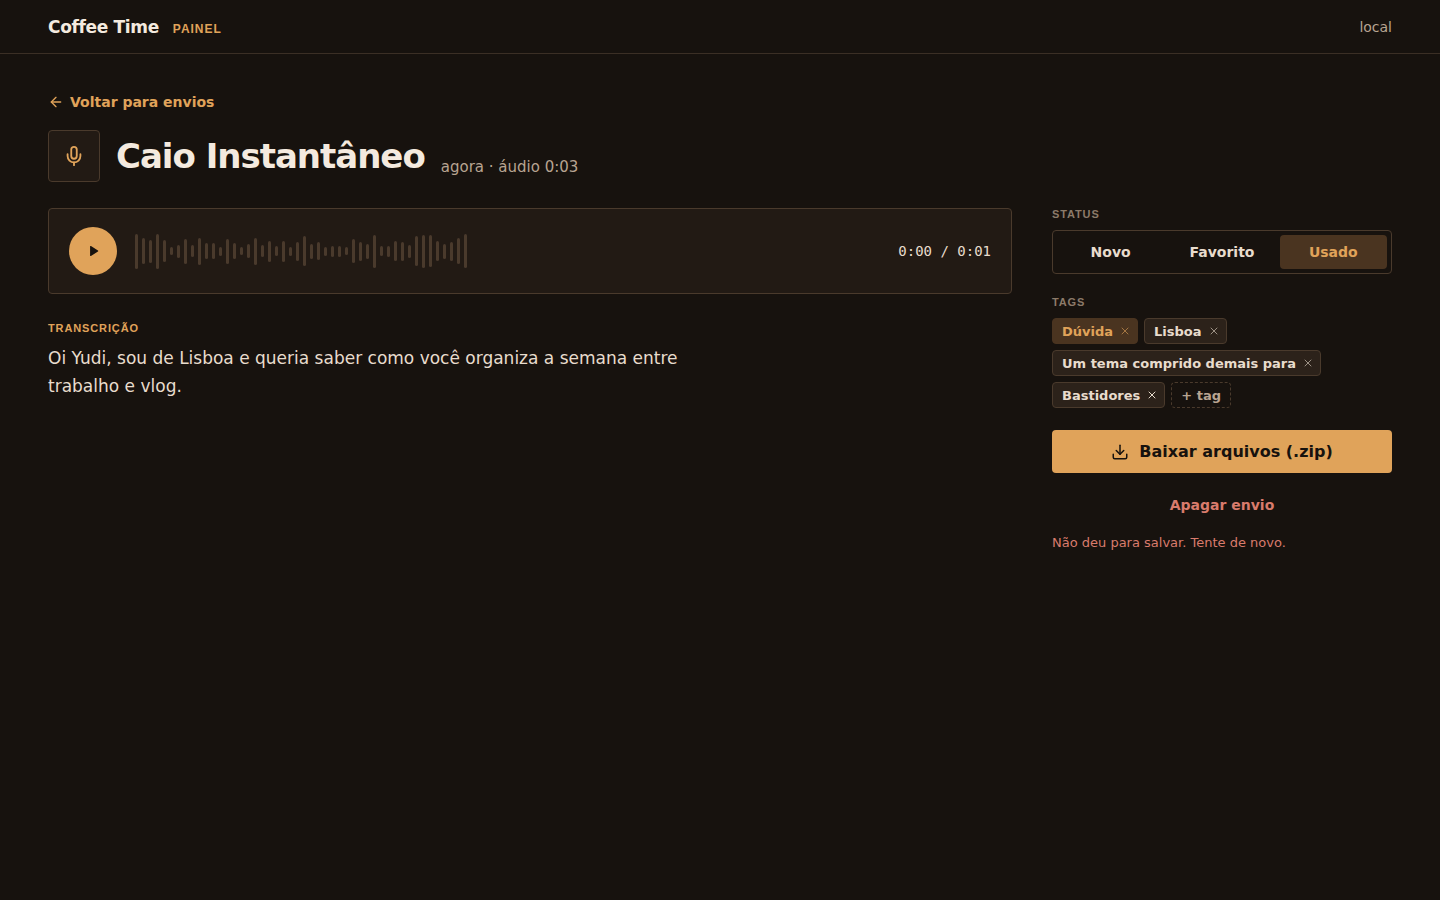 Coffee Time PAINEL
local
Voltar para envios
Caio Instantâneo agora · áudio 0:03
0:00 / 0:01
TRANSCRIÇÃO
Oi Yudi, sou de Lisboa e queria saber como você organiza a semana entre
trabalho e vlog.
STATUS
Novo Favorito Usado
TAGS
Dúvida × Lisboa ×
Um tema comprido demais para ×
Bastidores × + tag
Baixar arquivos (.zip)
Apagar envio
Não deu para salvar. Tente de novo.